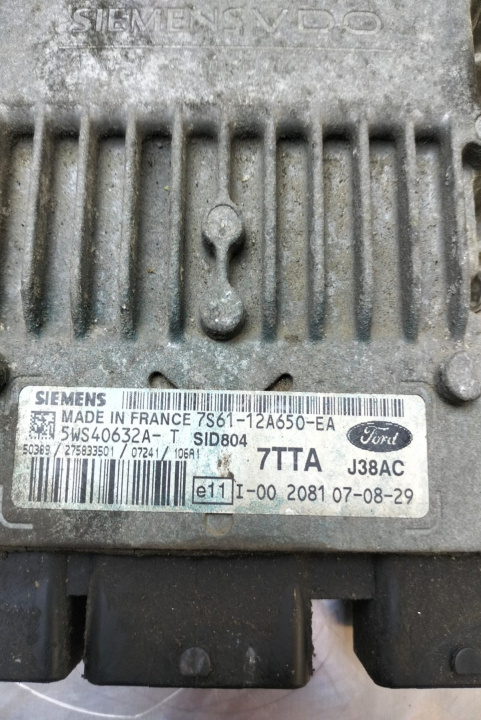 SIEMENS VDO
SIEMENS
MADE IN FRANCE 7S61-12A650-EA
5WS40632A- T SID804
Ford
50389 / 275833501 / 07241 / 106A1
7TTA J38AC
e11 I-00 2081 07-08-29